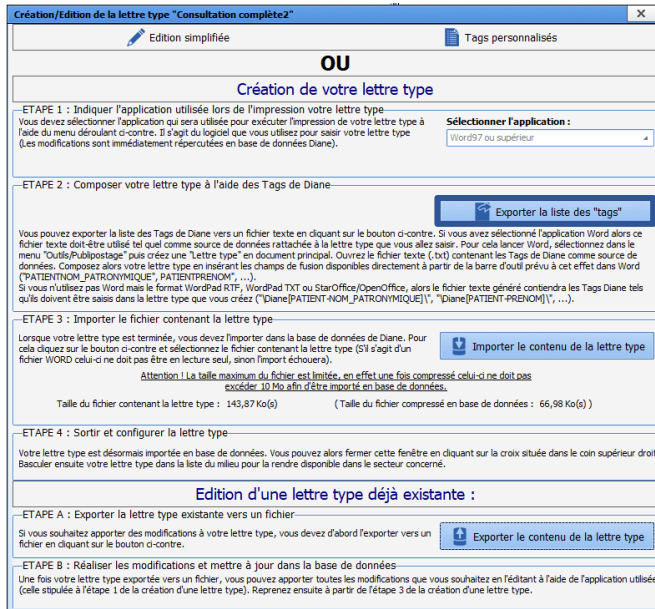 Création/Edition de la lettre type "Consultation complète2"
Edition simplifiée
Tags personnalisés
OU
Création de votre lettre type
ETAPE 1 : Indiquer l'application utilisée lors de l'impression votre lettre type
Vous devez sélectionner l'application qui sera utilisée pour exécuter l'impression de votre lettre type à
l'aide du menu déroulant ci-contre. Il s'agit du logiciel que vous utilisez pour saisir votre lettre type
(Les modifications sont immédiatement répercutées en base de données Diane).
Sélectionner l'application :
Word97 ou supérieur
ETAPE 2 : Composer votre lettre type à l'aide des Tags de Diane
Exporter la liste des "tags"
Vous pouvez exporter la liste des Tags de Diane vers un fichier texte en cliquant sur le bouton ci-contre. Si vous avez sélectionné l'application Word alors ce
fichier texte doit-être utilisé tel quel comme source de données rattachée à la lettre type que vous allez saisir. Pour cela lancer Word, sélectionnez dans le
menu "Outils/Publipostage" puis créez une "Lettre type" en document principal. Ouvrez le fichier texte (.txt) contenant les Tags de Diane comme source de
données. Composez alors votre lettre type en insérant les champs de fusion disponibles directement à partir de la barre d'outil prévu à cet effet dans Word
("PATIENTNOM_PATRONYMIQUE", PATIENTPRENOM", ...).
Si vous n'utilisez pas Word mais le format WordPad RTF, WordPad TXT ou StarOffice/OpenOffice, alors le fichier texte généré contiendra les Tags Diane tels
qu'ils doivent être saisis dans la lettre type que vous créez ("\Diane[PATIENT-NOM_PATRONYMIQUE]\", "\Diane[PATIENT-PRENOM]\", ...).
ETAPE 3 : Importer le fichier contenant la lettre type
Lorsque votre lettre type est terminée, vous devez l'importer dans la base de données de Diane. Pour
cela cliquez sur le bouton ci-contre et sélectionnez le fichier contenant la lettre type (S'il s'agit d'un
fichier WORD celui-ci ne doit pas être en lecture seul, sinon l'import échouera).
Importer le contenu de la lettre type
Attention ! La taille maximum du fichier est limitée, en effet une fois compressé celui-ci ne doit pas
excéder 10 Mo afin d'être importé en base de données.
Taille du fichier contenant la lettre type : 143,87 Ko(s)
( Taille du fichier compressé en base de données : 66,98 Ko(s) )
ETAPE 4 : Sortir et configurer la lettre type
Votre lettre type est désormais importée en base de données. Vous pouvez alors fermer cette fenêtre en cliquant sur la croix située dans le coin supérieur droit
Basculer ensuite votre lettre type dans la liste du milieu pour la rendre disponible dans le secteur concerné.
Edition d'une lettre type déjà existante :
ETAPE A : Exporter la lettre type existante vers un fichier
Si vous souhaitez apporter des modifications à votre lettre type, vous devez d'abord l'exporter vers un
fichier en cliquant sur le bouton ci-contre.
Exporter le contenu de la lettre type
ETAPE B : Réaliser les modifications et mettre à jour dans la base de données
Une fois votre lettre type exportée vers un fichier, vous pouvez apporter toutes les modifications que vous souhaitez en l'éditant à l'aide de l'application utilisée
(celle stipulée à l'étape 1 de la création d'une lettre type). Reprenez ensuite à partir de l'étape 3 de la création d'une lettre type.